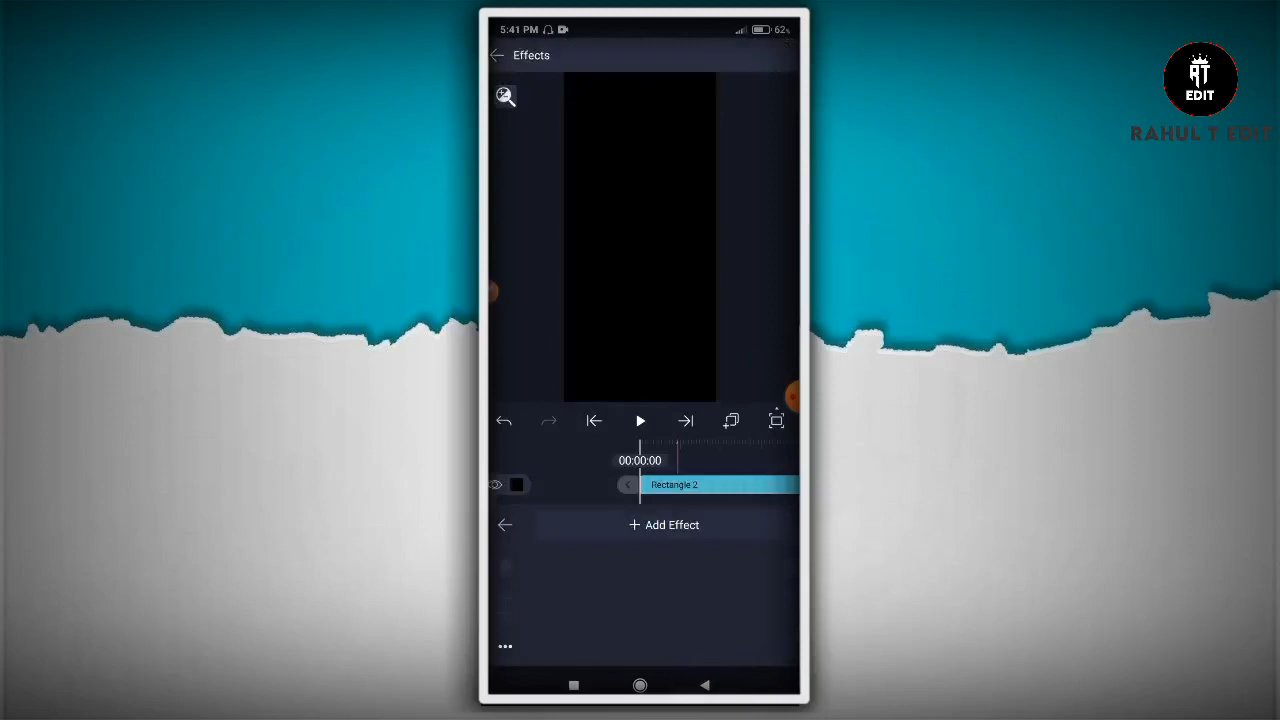 5:41 PM
62%
Effects
RT
EDIT
RAHUL T EDIT
00:00:00
Rectangle 2
+ Add Effect